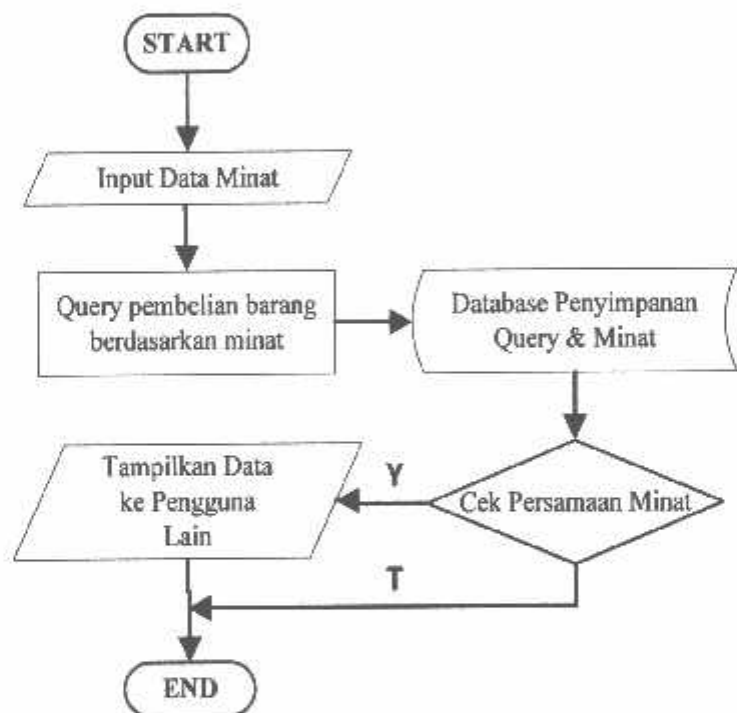 START
Input Data Minat
Query pembelian barang
berdasarkan minat
Database Penyimpanan
Query & Minat
Cek Persamaan Minat
Y
Tampilkan Data
ke Pengguna
Lain
T
END